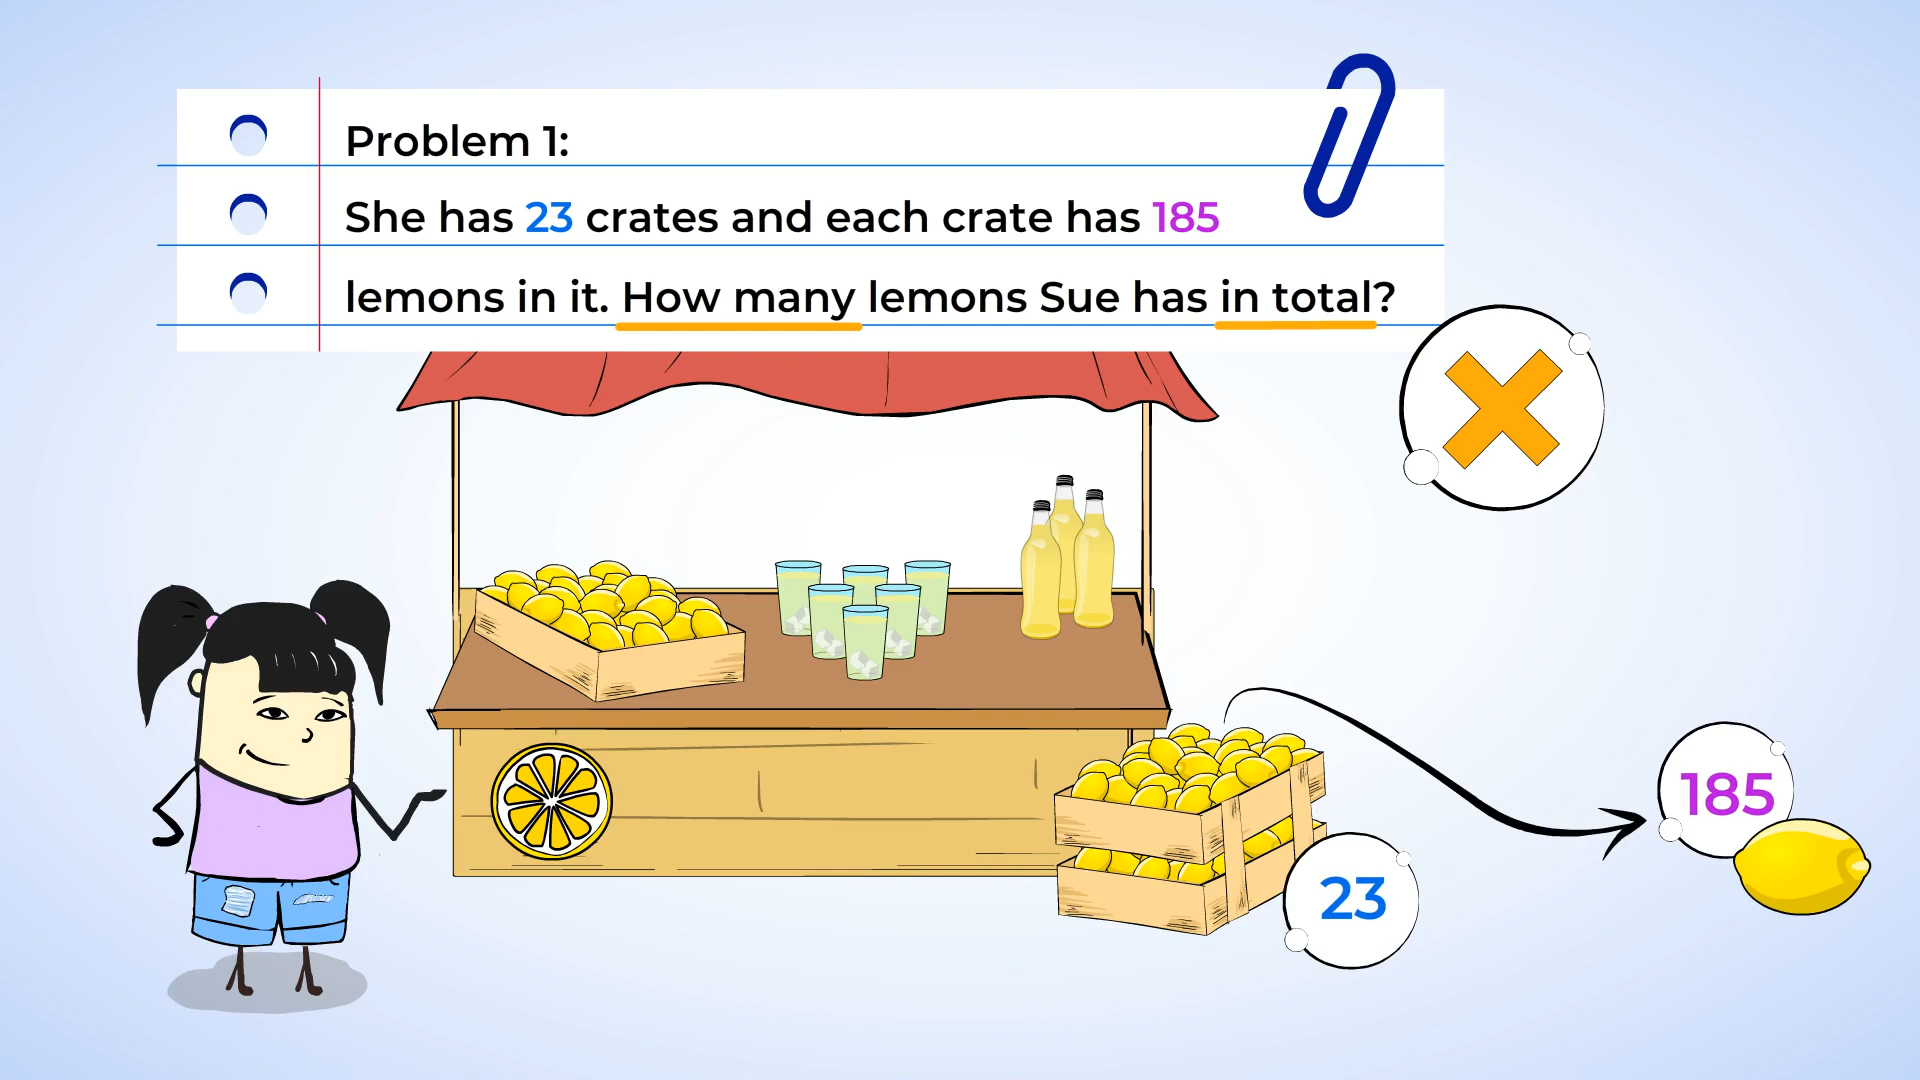 Problem 1:
She has 23 crates and each crate has 185
lemons in it. How many lemons Sue has in total?
185
23